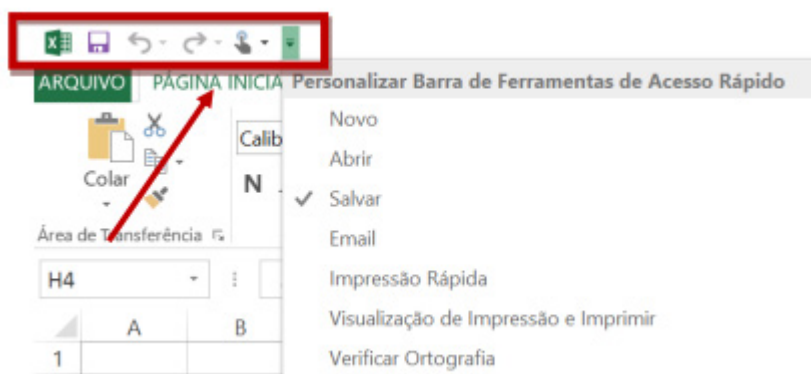 ARQUIVO PÁGINA INICIA
Personalizar Barra de Ferramentas de Acesso Rápido
Novo
Abrir
Salvar
Email
Impressão Rápida
Visualização de Impressão e Imprimir
Verificar Ortografia
Colar
Calib
N
Área de Transferência
H4
A B
1